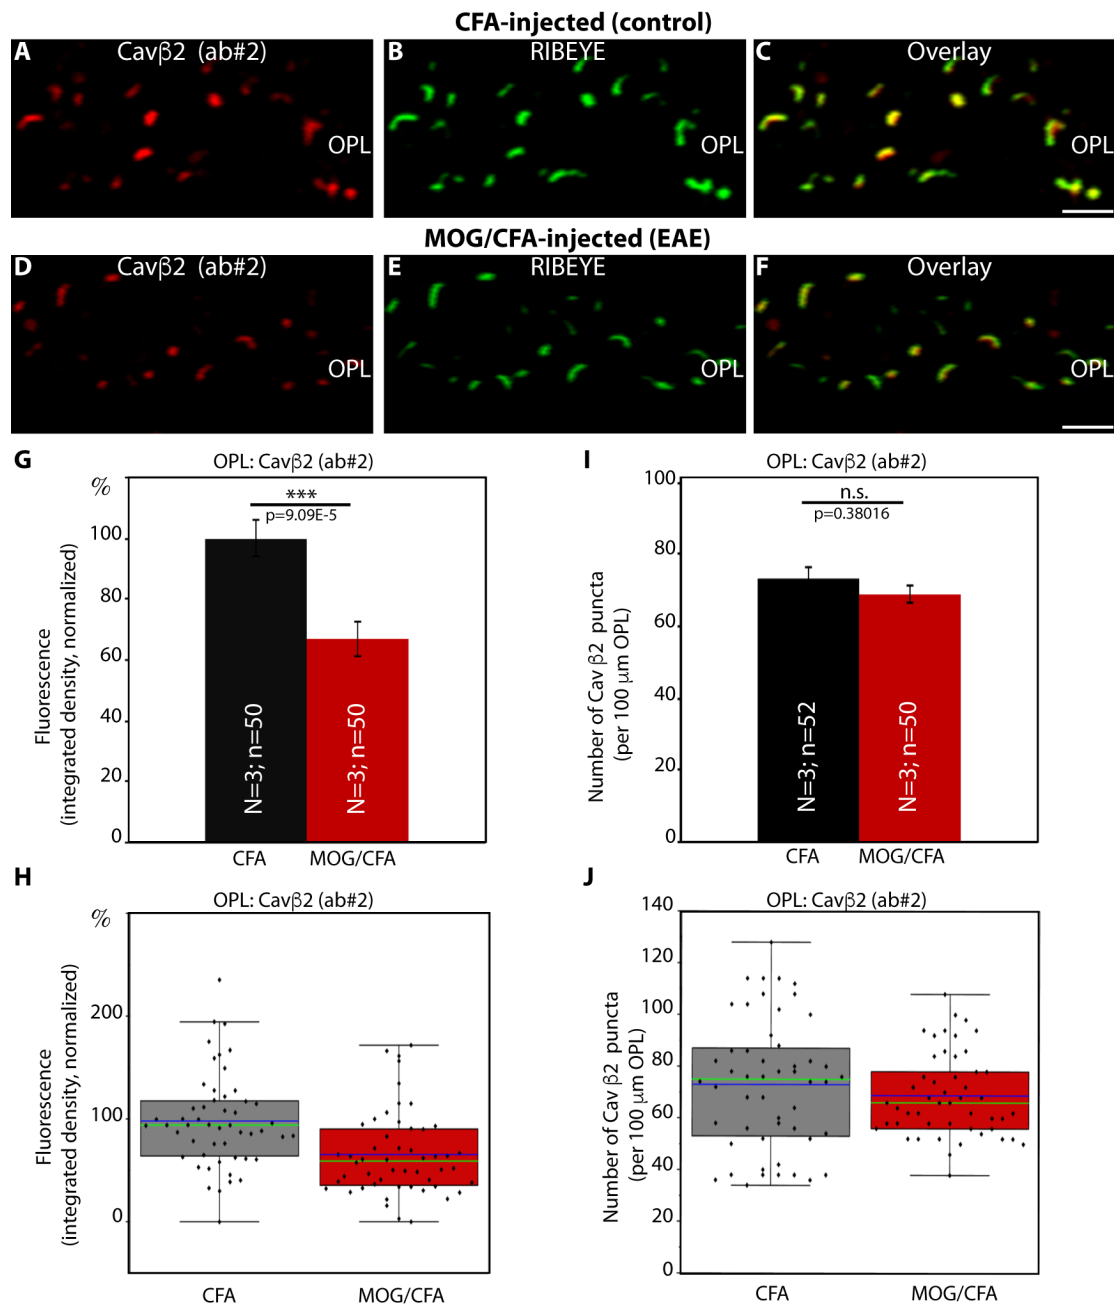 CFA-injected (control)
A Cavβ2 (ab#2) B RIBEYE C Overlay
OPL OPL OPL
MOG/CFA-injected (EAE)
D Cavβ2 (ab#2) E RIBEYE F Overlay
OPL OPL OPL
G
OPL: Cavβ2 (ab#2)
%
***
p=9.09E-5
100
80
60
40
20
0
Fluorescence
(integrated density, normalized)
N=3; n=50
N=3; n=50
CFA MOG/CFA
I
OPL: Cavβ2 (ab#2)
n.s.
p=0.38016
100
80
60
40
20
0
Number of Cav β2 puncta
(per 100 μm OPL)
N=3; n=52
N=3; n=50
CFA MOG/CFA
H
OPL: Cavβ2 (ab#2)
%
200
100
0
Fluorescence
(integrated density, normalized)
CFA MOG/CFA
J
OPL: Cavβ2 (ab#2)
140
120
100
80
60
40
20
0
Number of Cav β2 puncta
(per 100 μm OPL)
CFA MOG/CFA